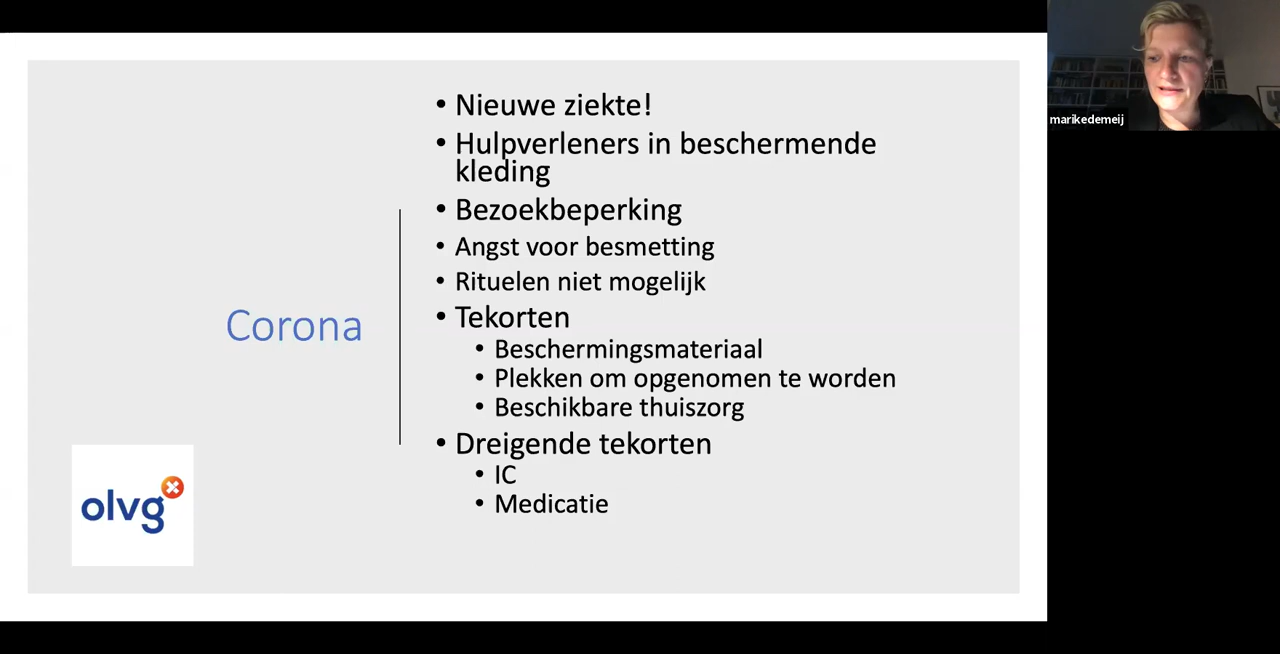 • Nieuwe ziekte!
• Hulpverleners in beschermende
kleding
• Bezoekbeperking
• Angst voor besmetting
• Rituelen niet mogelijk
Corona
• Tekorten
• Beschermingsmateriaal
• Plekken om opgenomen te worden
• Beschikbare thuiszorg
• Dreigende tekorten
• IC
• Medicatie
olvg
marikedemeij